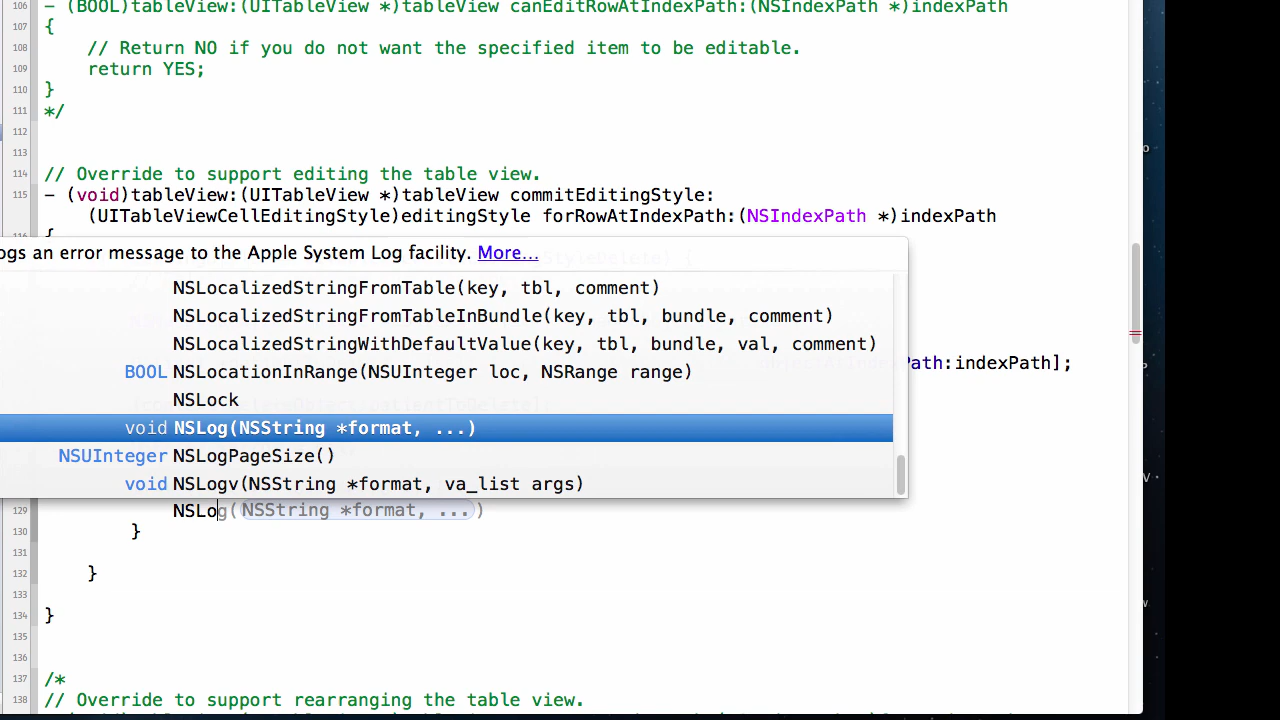 106 - (BOOL)tableView:(UITableView *)tableView canEditRowAtIndexPath:(NSIndexPath *)indexPath
107 {
108 // Return NO if you do not want the specified item to be editable.
109 return YES;
110 }
111 */
112
113
114 // Override to support editing the table view.
115 - (void)tableView:(UITableView *)tableView commitEditingStyle:
(UITableViewCellEditingStyle)editingStyle forRowAtIndexPath:(NSIndexPath *)indexPath
ogs an error message to the Apple System Log facility. More...
NSLocalizedStringFromTable(key, tbl, comment)
NSLocalizedStringFromTableInBundle(key, tbl, bundle, comment)
NSLocalizedStringWithDefaultValue(key, tbl, bundle, val, comment)
Path:indexPath];
BOOL NSLocationInRange(NSUInteger loc, NSRange range)
NSLock
void NSLog(NSString *format, ...)
NSUInteger NSLogPageSize()
void NSLogv(NSString *format, va_list args)
129 NSLog(NSString *format, ...)
130 }
131
132 }
133
134 }
135
136
137 /*
138 // Override to support rearranging the table view.